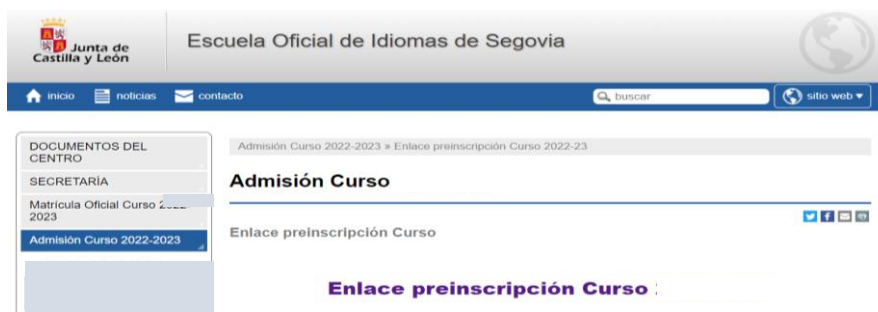 Junta de
Castilla y León
Escuela Oficial de Idiomas de Segovia
inicio
noticias
contacto
buscar
sitio web
DOCUMENTOS DEL
CENTRO
SECRETARÍA
Matrícula Oficial Curso
2023
Admisión Curso 2022-2023
Admisión Curso 2022-2023 » Enlace preinscripción Curso 2022-23
Admisión Curso
Enlace preinscripción Curso
Enlace preinscripción Curso